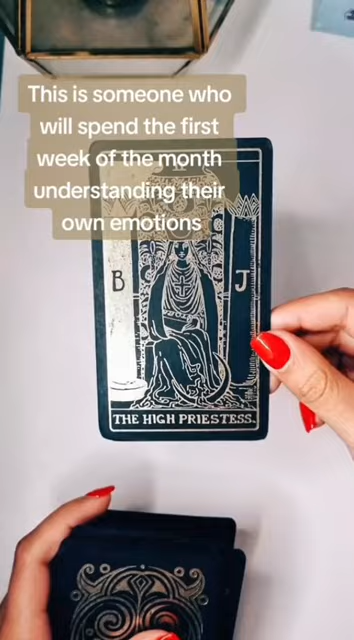 This is someone who
will spend the first
week of the month
understanding their
own emotions
II
B J
THE HIGH PRIESTESS.